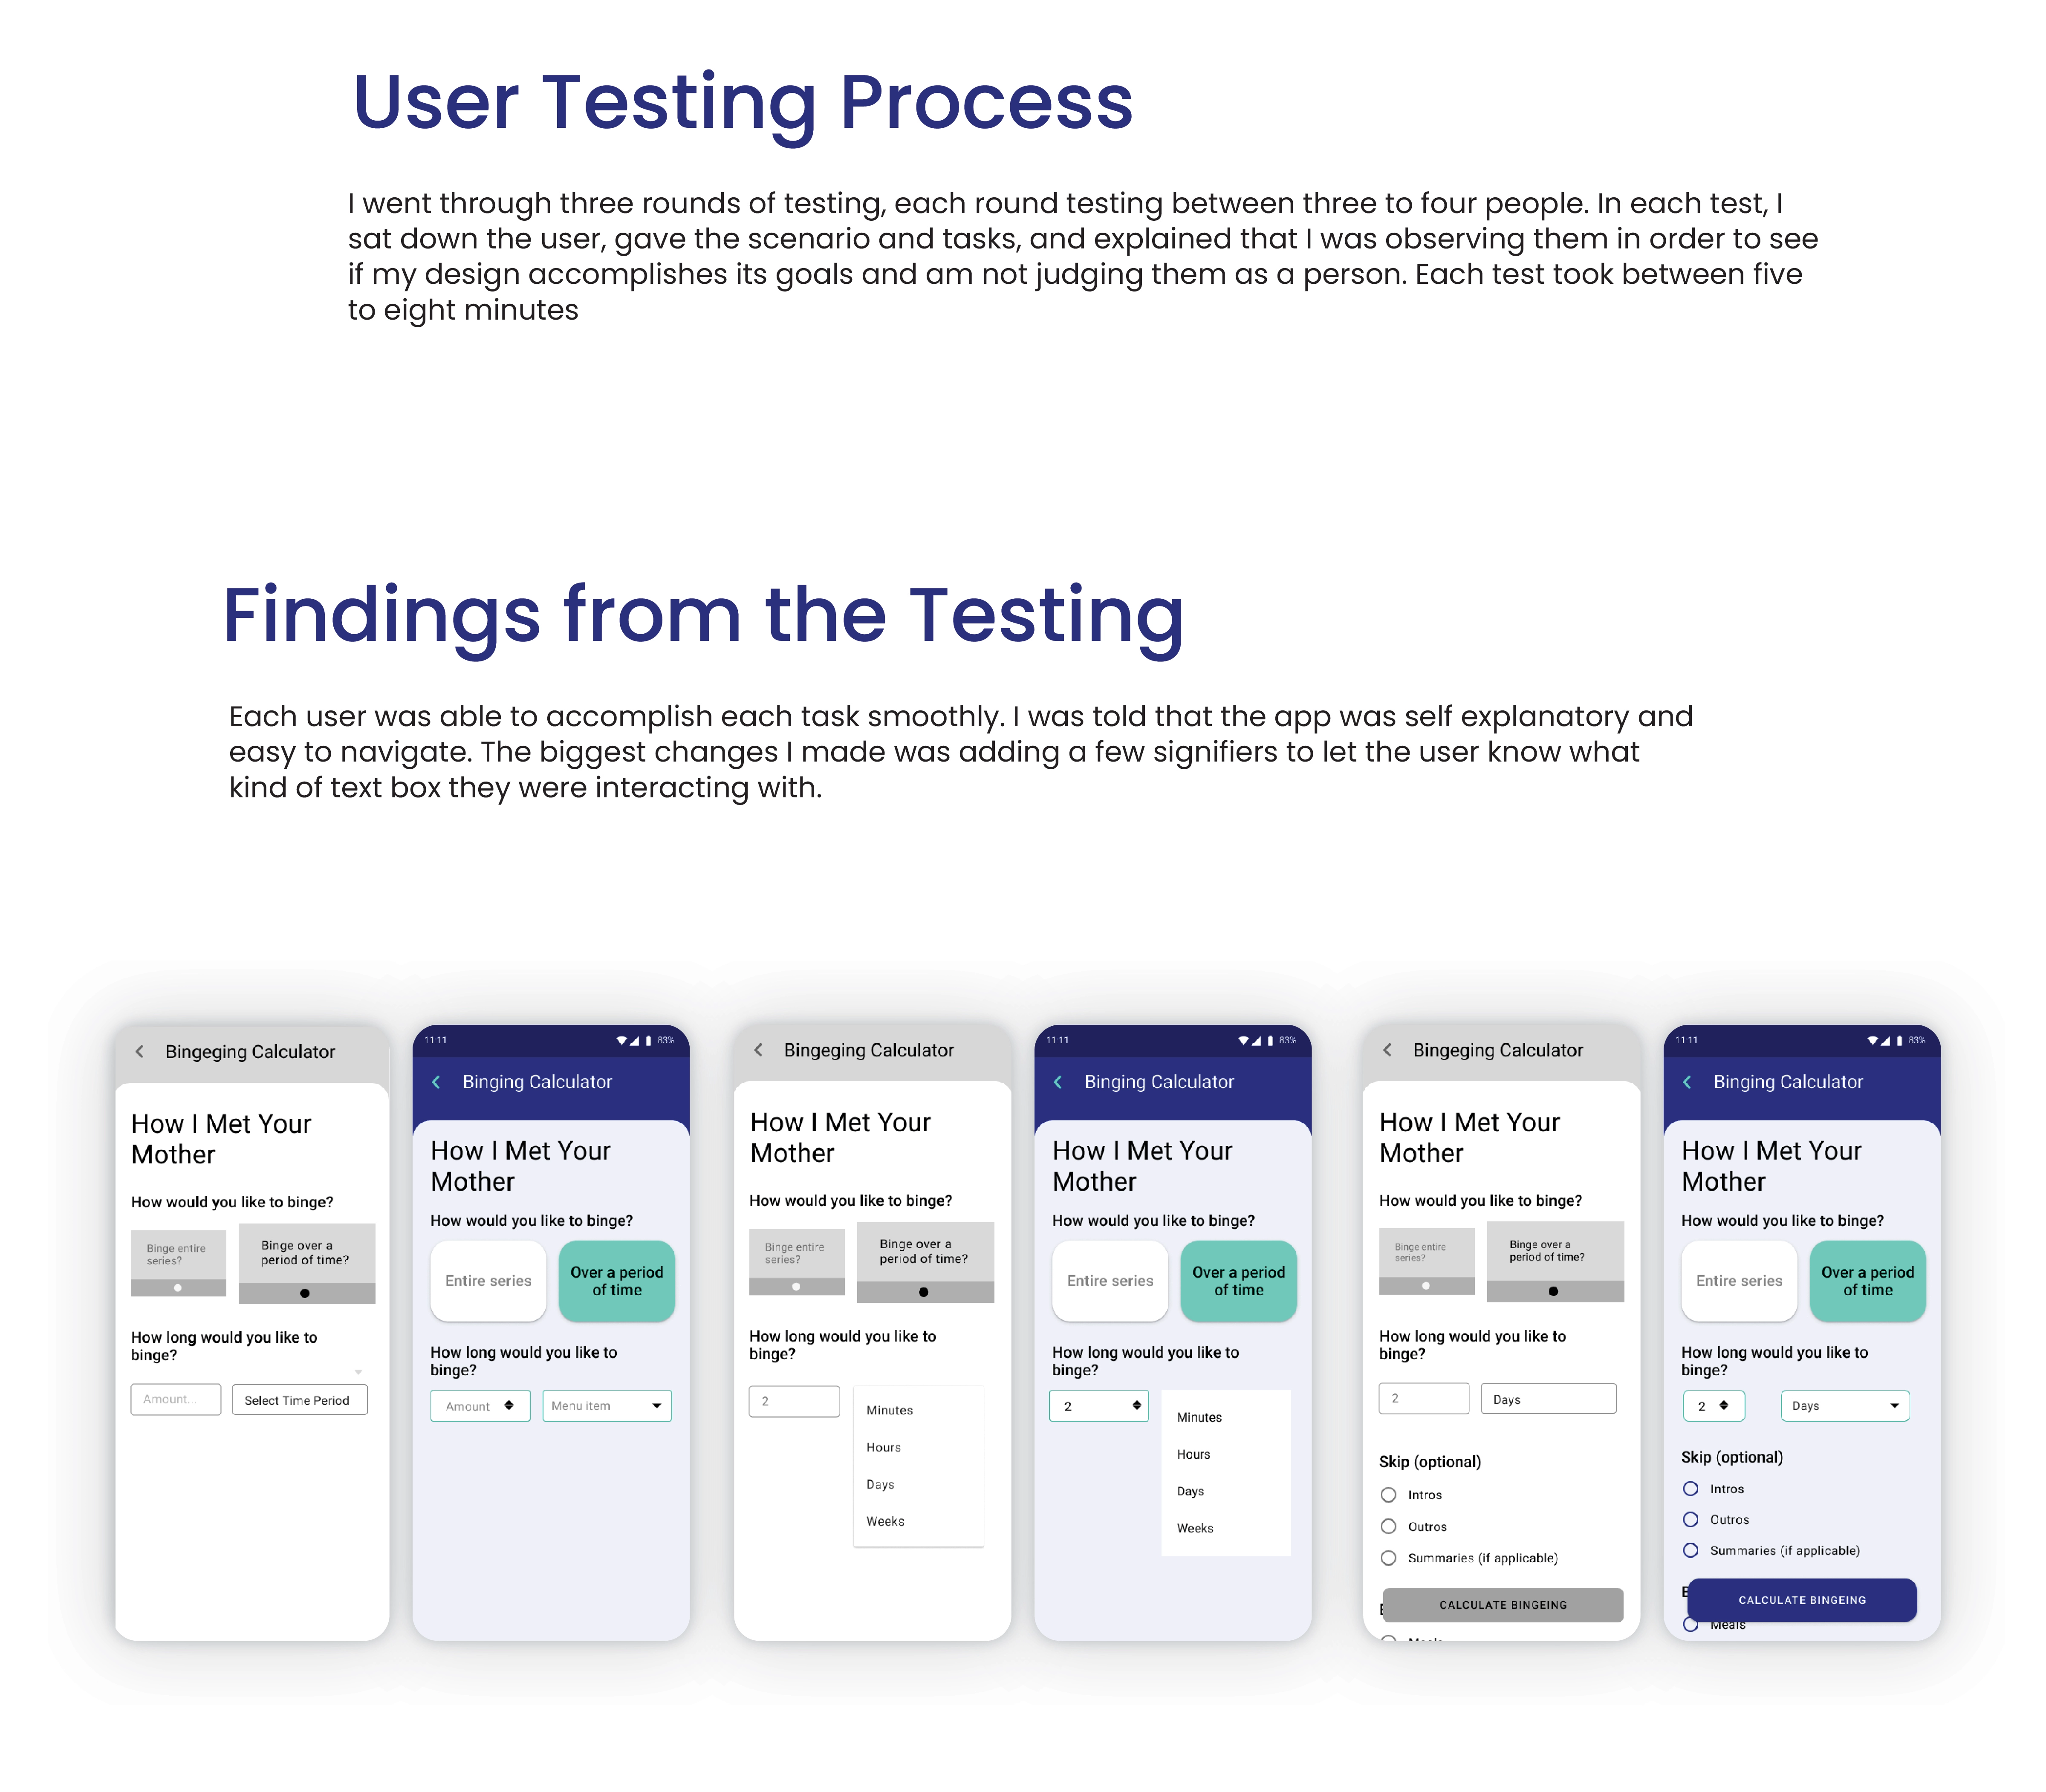 User Testing Process
I went through three rounds of testing, each round testing between three to four people. In each test, I
sat down the user, gave the scenario and tasks, and explained that I was observing them in order to see
if my design accomplishes its goals and am not judging them as a person. Each test took between five
to eight minutes
Findings from the Testing
Each user was able to accomplish each task smoothly. I was told that the app was self explanatory and
easy to navigate. The biggest changes I made was adding a few signifiers to let the user know what
kind of text box they were interacting with.
Bingeging Calculator
How I Met Your
Mother
How would you like to binge?
Binge entire
series?
Binge over a
period of time?
How long would you like to
binge?
Amount...
Select Time Period
11:11
83%
Binging Calculator
How I Met Your
Mother
How would you like to binge?
Entire series
Over a period
of time
How long would you like to
binge?
Amount
Menu item
Bingeging Calculator
How I Met Your
Mother
How would you like to binge?
Binge entire
series?
Binge over a
period of time?
How long would you like to
binge?
2
Minutes
Hours
Days
Weeks
11:11
83%
Binging Calculator
How I Met Your
Mother
How would you like to binge?
Entire series
Over a period
of time
How long would you like to
binge?
2
Minutes
Hours
Days
Weeks
Bingeging Calculator
How I Met Your
Mother
How would you like to binge?
Binge entire
series?
Binge over a
period of time?
How long would you like to
binge?
2
Days
Skip (optional)
Intros
Outros
Summaries (if applicable)
CALCULATE BINGEING
11:11
83%
Binging Calculator
How I Met Your
Mother
How would you like to binge?
Entire series
Over a period
of time
How long would you like to
binge?
2
Days
Skip (optional)
Intros
Outros
Summaries (if applicable)
CALCULATE BINGEING
Meals